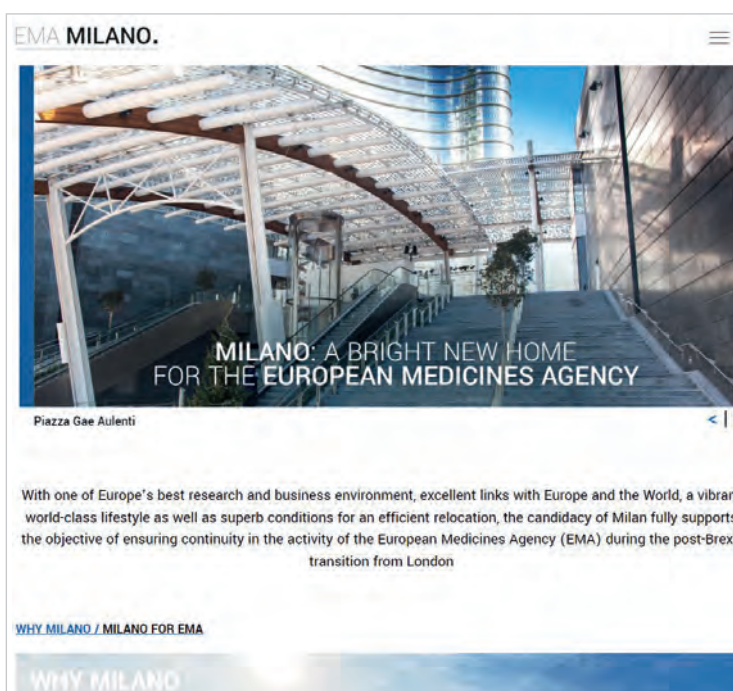 EMA MILANO.
MILANO: A BRIGHT NEW HOME
FOR THE EUROPEAN MEDICINES AGENCY
Piazza Gae Aulenti
<
With one of Europe's best research and business environment, excellent links with Europe and the World, a vibran
world-class lifestyle as well as superb conditions for an efficient relocation, the candidacy of Milan fully supports
the objective of ensuring continuity in the activity of the European Medicines Agency (EMA) during the post-Brex
transition from London
WHY MILANO / MILANO FOR EMA
WHY MILANO